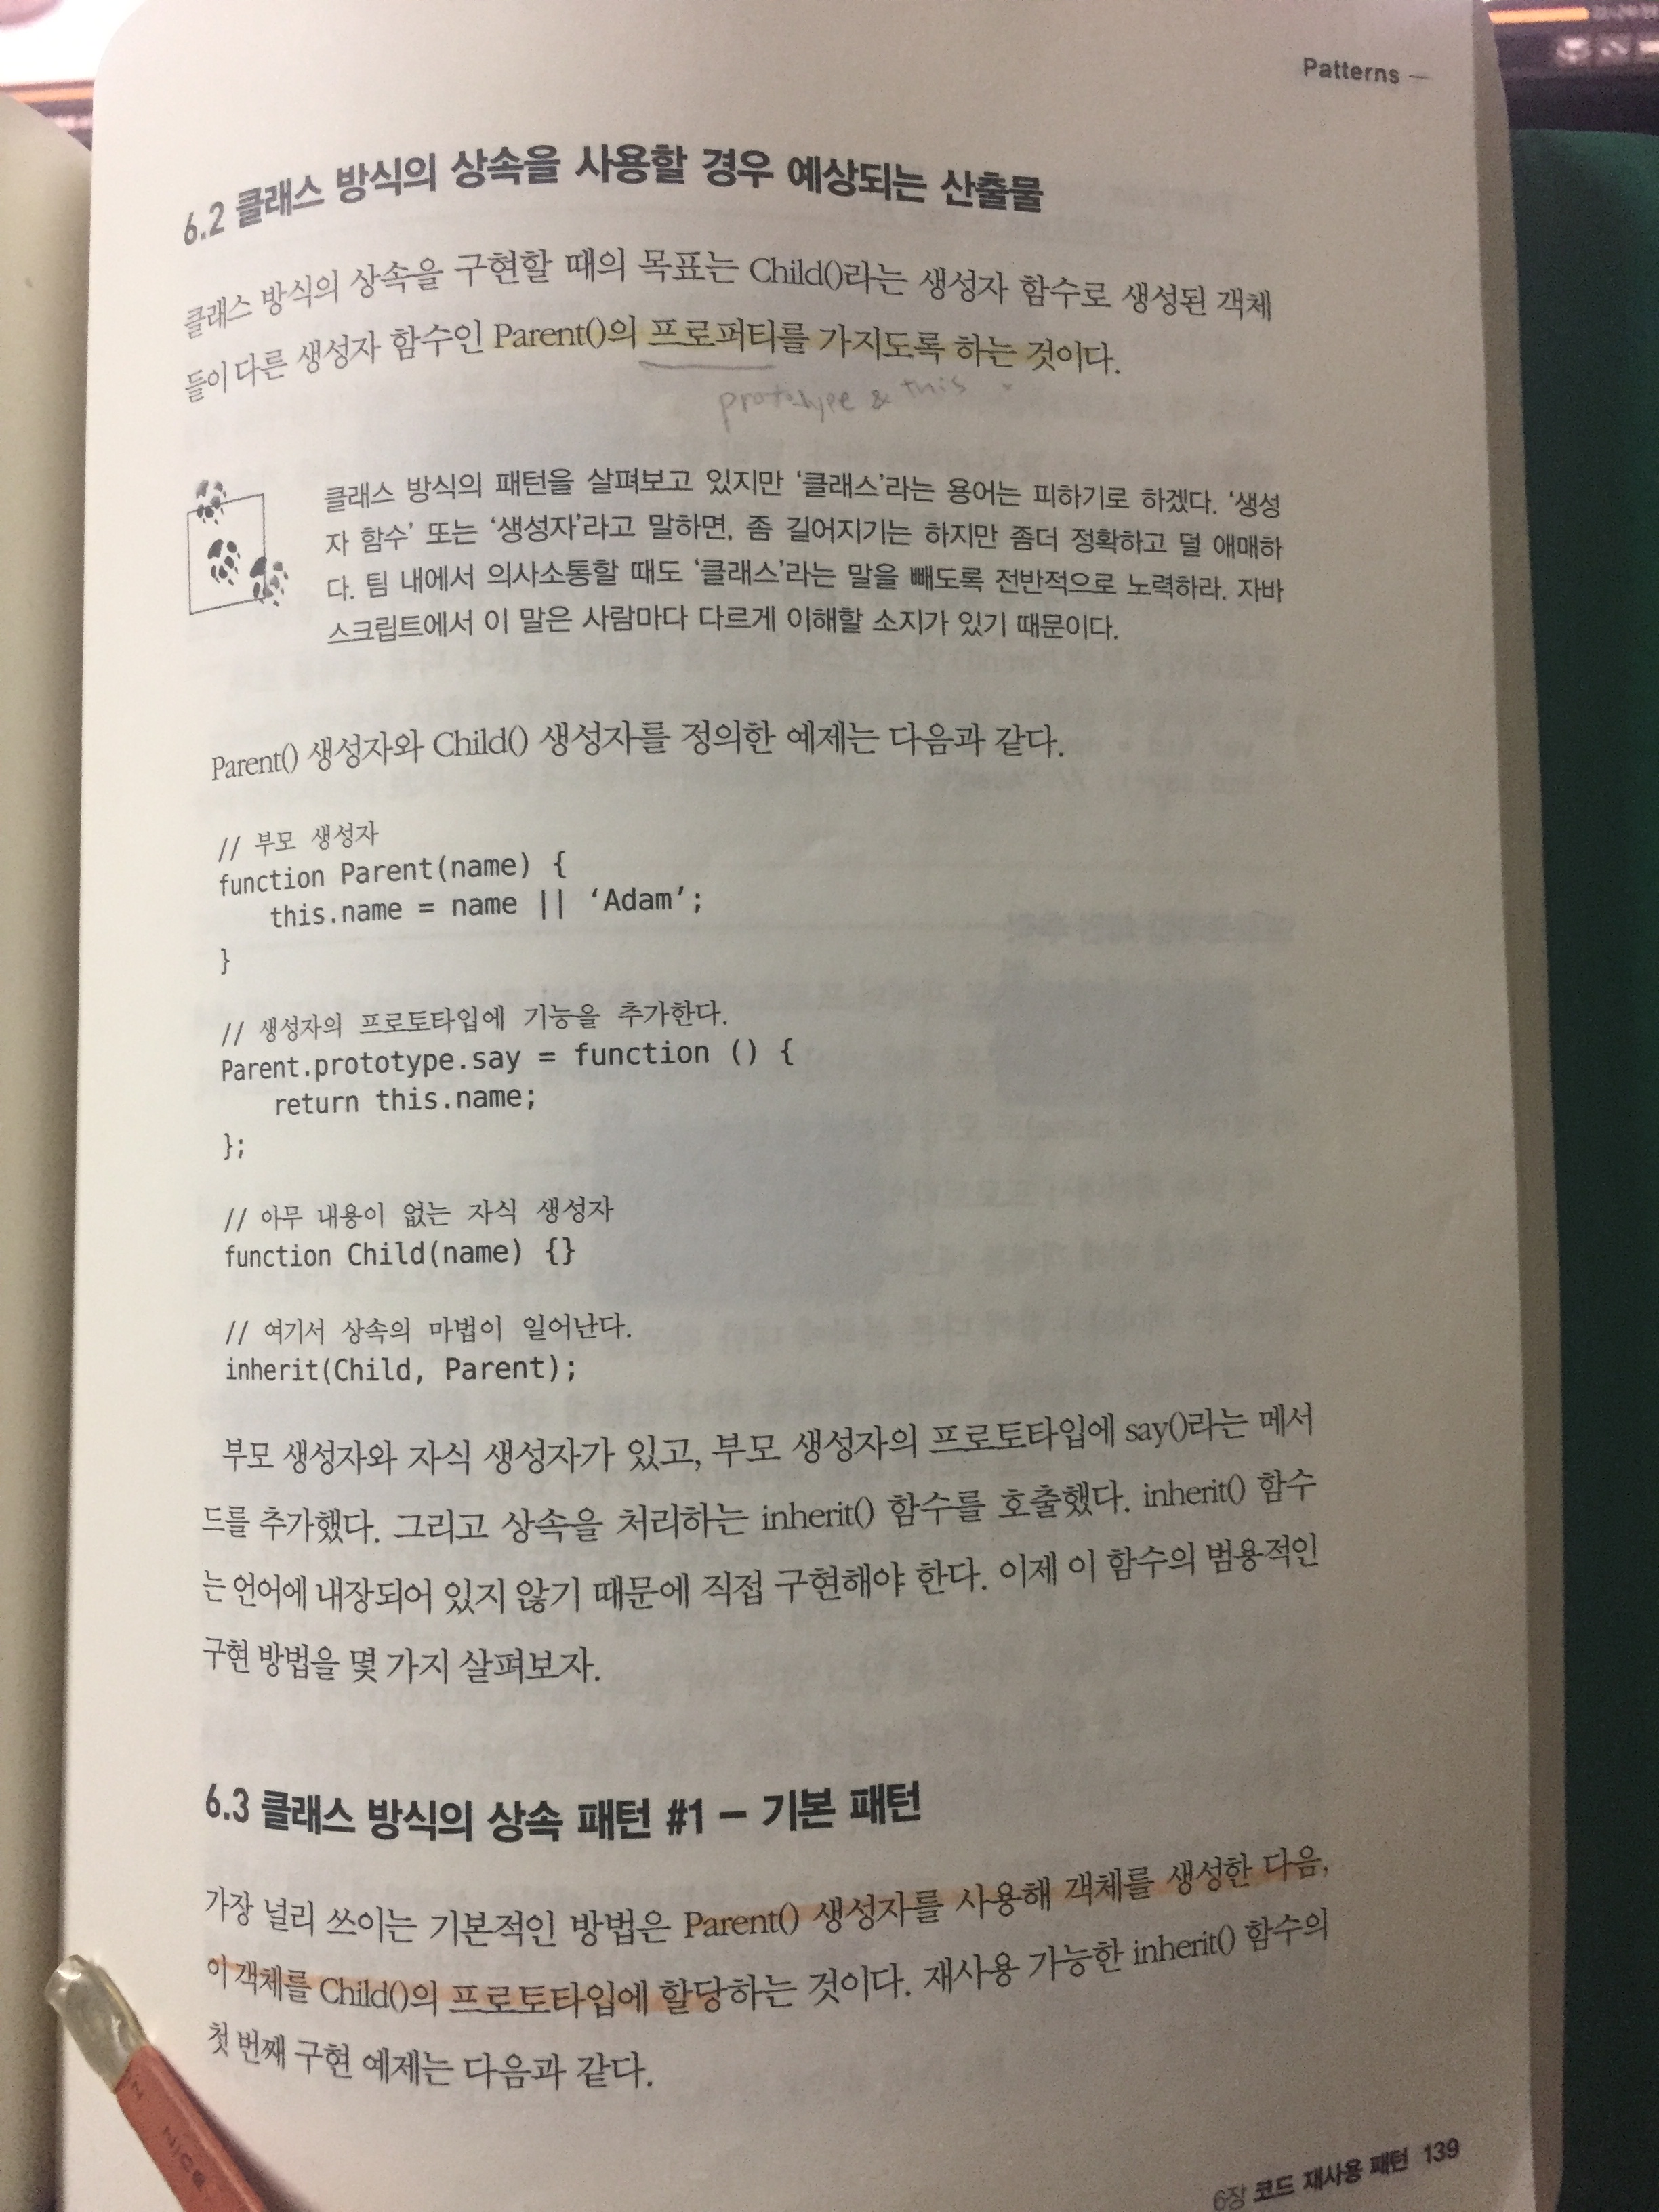 Patterns —
6.2 클래스 방식의 상속을 사용할 경우 예상되는 산출물
클래스 방식의 상속을 구현할 때의 목표는 Child()라는 생성자 함수로 생성된 객체
들이 다른 생성자 함수인 Parent()의 프로퍼티를 가지도록 하는 것이다.
prototype & this
클래스 방식의 패턴을 살펴보고 있지만 ‘클래스’라는 용어는 피하기로 하겠다. ‘생성
자 함수’ 또는 ‘생성자’라고 말하면, 좀 길어지기는 하지만 좀더 정확하고 덜 애매하
다. 팀 내에서 의사소통할 때도 ‘클래스’라는 말을 빼도록 전반적으로 노력하라. 자바
스크립트에서 이 말은 사람마다 다르게 이해할 소지가 있기 때문이다.
Parent() 생성자와 Child() 생성자를 정의한 예제는 다음과 같다.
// 부모 생성자
function Parent(name) {
this.name = name || ‘Adam’;
}
// 생성자의 프로토타입에 기능을 추가한다.
Parent.prototype.say = function () {
return this.name;
};
// 아무 내용이 없는 자식 생성자
function Child(name) {}
// 여기서 상속의 마법이 일어난다.
inherit(Child, Parent);
부모 생성자와 자식 생성자가 있고, 부모 생성자의 프로토타입에 say()라는 메서
드를 추가했다. 그리고 상속을 처리하는 inherit() 함수를 호출했다. inherit() 함수
는 언어에 내장되어 있지 않기 때문에 직접 구현해야 한다. 이제 이 함수의 범용적인
구현 방법을 몇 가지 살펴보자.
6.3 클래스 방식의 상속 패턴 #1 – 기본 패턴
가장 널리 쓰이는 기본적인 방법은 Parent() 생성자를 사용해 객체를 생성한 다음,
이 객체를 Child()의 프로토타입에 할당하는 것이다. 재사용 가능한 inherit() 함수의
첫 번째 구현 예제는 다음과 같다.
6장 코드 재사용 패턴 139